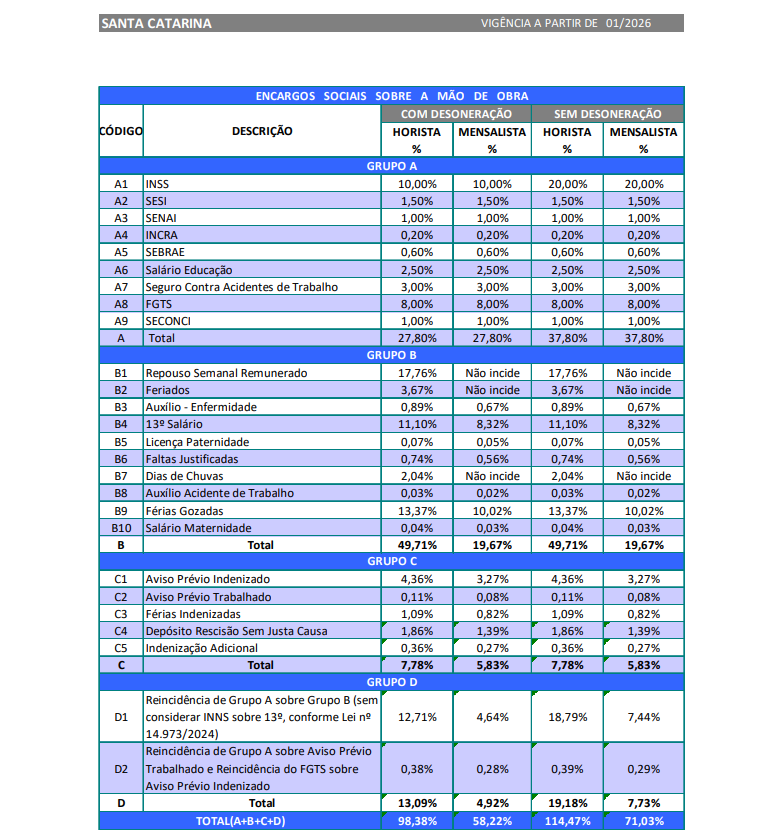 SANTA CATARINA VIGÊNCIA A PARTIR DE 01/2026
ENCARGOS SOCIAIS SOBRE A MÃO DE OBRA
CÓDIGO DESCRIÇÃO COM DESONERAÇÃO SEM DESONERAÇÃO
HORISTA MENSALISTA HORISTA MENSALISTA
% % % %
GRUPO A
A1 INSS 10,00% 10,00% 20,00% 20,00%
A2 SESI 1,50% 1,50% 1,50% 1,50%
A3 SENAI 1,00% 1,00% 1,00% 1,00%
A4 INCRA 0,20% 0,20% 0,20% 0,20%
A5 SEBRAE 0,60% 0,60% 0,60% 0,60%
A6 Salário Educação 2,50% 2,50% 2,50% 2,50%
A7 Seguro Contra Acidentes de Trabalho 3,00% 3,00% 3,00% 3,00%
A8 FGTS 8,00% 8,00% 8,00% 8,00%
A9 SECONCI 1,00% 1,00% 1,00% 1,00%
A Total 27,80% 27,80% 37,80% 37,80%
GRUPO B
B1 Repouso Semanal Remunerado 17,76% Não incide 17,76% Não incide
B2 Feriados 3,67% Não incide 3,67% Não incide
B3 Auxílio - Enfermidade 0,89% 0,67% 0,89% 0,67%
B4 13º Salário 11,10% 8,32% 11,10% 8,32%
B5 Licença Paternidade 0,07% 0,05% 0,07% 0,05%
B6 Faltas Justificadas 0,74% 0,56% 0,74% 0,56%
B7 Dias de Chuvas 2,04% Não incide 2,04% Não incide
B8 Auxílio Acidente de Trabalho 0,03% 0,02% 0,03% 0,02%
B9 Férias Gozadas 13,37% 10,02% 13,37% 10,02%
B10 Salário Maternidade 0,04% 0,03% 0,04% 0,03%
B Total 49,71% 19,67% 49,71% 19,67%
GRUPO C
C1 Aviso Prévio Indenizado 4,36% 3,27% 4,36% 3,27%
C2 Aviso Prévio Trabalhado 0,11% 0,08% 0,11% 0,08%
C3 Férias Indenizadas 1,09% 0,82% 1,09% 0,82%
C4 Depósito Rescisão Sem Justa Causa 1,86% 1,39% 1,86% 1,39%
C5 Indenização Adicional 0,36% 0,27% 0,36% 0,27%
C Total 7,78% 5,83% 7,78% 5,83%
GRUPO D
Reincidência de Grupo A sobre Grupo B (sem
D1 considerar INNS sobre 13º, conforme Lei nº 12,71% 4,64% 18,79% 7,44%
14.973/2024)
Reincidência de Grupo A sobre Aviso Prévio
D2 Trabalhado e Reincidência do FGTS sobre 0,38% 0,28% 0,39% 0,29%
Aviso Prévio Indenizado
D Total 13,09% 4,92% 19,18% 7,73%
TOTAL(A+B+C+D) 98,38% 58,22% 114,47% 71,03%